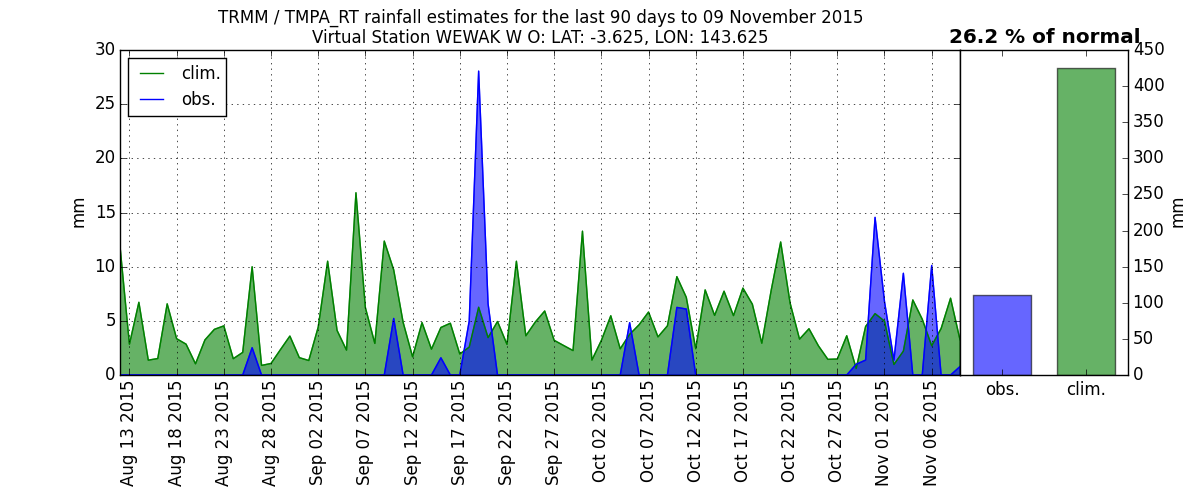 TRMM / TMPA_RT rainfall estimates for the last 90 days to 09 November 2015
Virtual Station WEWAK W O: LAT: -3.625, LON: 143.625
26.2 % of normal
clim.
obs.
mm
30
25
20
15
10
5
0
Aug 13 2015
Aug 18 2015
Aug 23 2015
Aug 28 2015
Sep 02 2015
Sep 07 2015
Sep 12 2015
Sep 17 2015
Sep 22 2015
Sep 27 2015
Oct 02 2015
Oct 07 2015
Oct 12 2015
Oct 17 2015
Oct 22 2015
Oct 27 2015
Nov 01 2015
Nov 06 2015
450
400
350
300
250
200
150
100
50
0
mm
obs.
clim.